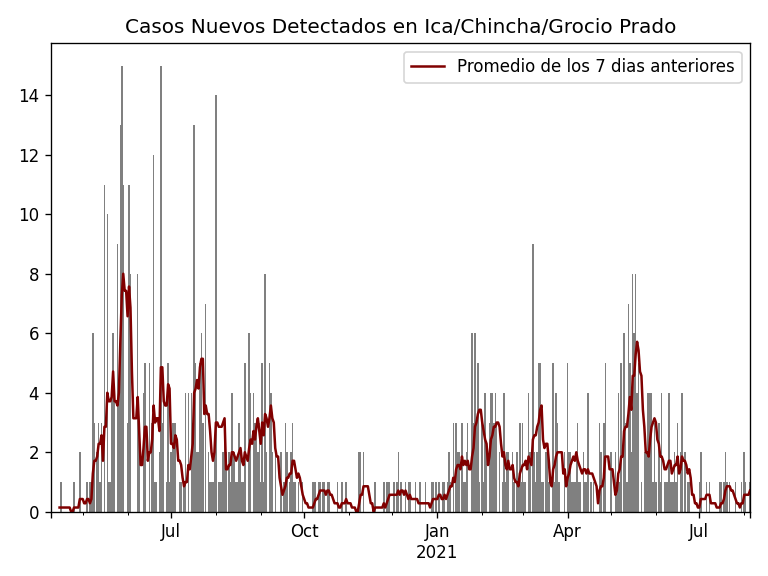 Casos Nuevos Detectados en Ica/Chincha/Grocio Prado
Promedio de los 7 dias anteriores
14
12
10
8
6
4
2
0
Jul
Oct
Jan
2021
Apr
Jul